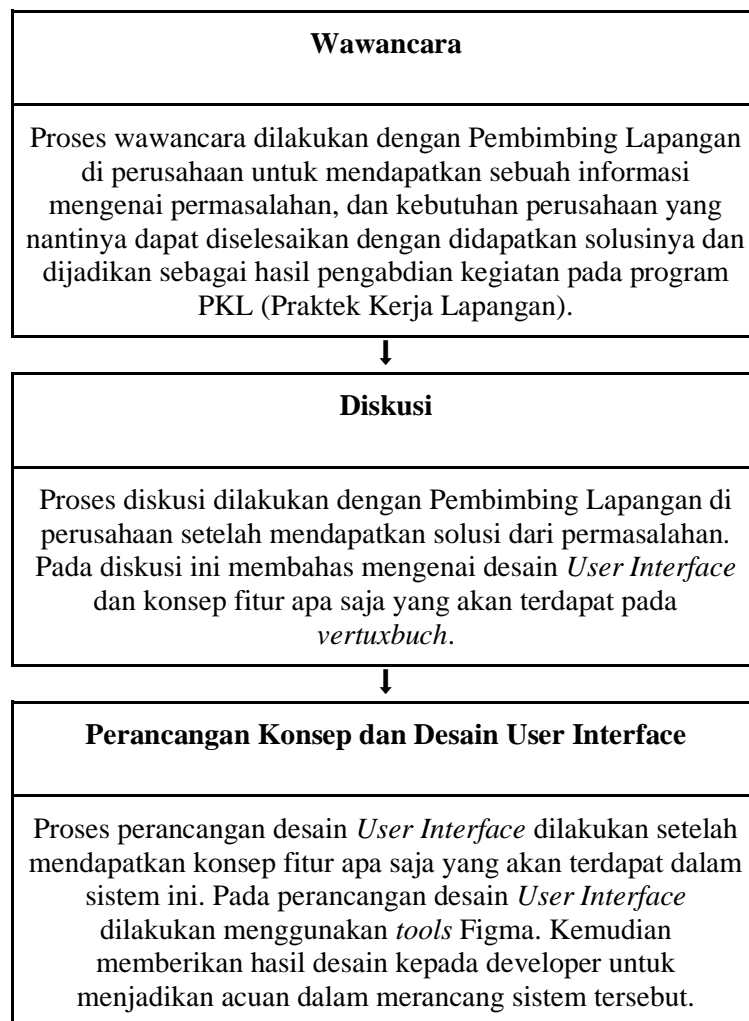 Wawancara
Proses wawancara dilakukan dengan Pembimbing Lapangan
di perusahaan untuk mendapatkan sebuah informasi
mengenai permasalahan, dan kebutuhan perusahaan yang
nantinya dapat diselesaikan dengan didapatkan solusinya dan
dijadikan sebagai hasil pengabdian kegiatan pada program
PKL (Praktek Kerja Lapangan).
Diskusi
Proses diskusi dilakukan dengan Pembimbing Lapangan di
perusahaan setelah mendapatkan solusi dari permasalahan.
Pada diskusi ini membahas mengenai desain User Interface
dan konsep fitur apa saja yang akan terdapat pada
vertuxbuch.
Perancangan Konsep dan Desain User Interface
Proses perancangan desain User Interface dilakukan setelah
mendapatkan konsep fitur apa saja yang akan terdapat dalam
sistem ini. Pada perancangan desain User Interface
dilakukan menggunakan tools Figma. Kemudian
memberikan hasil desain kepada developer untuk
menjadikan acuan dalam merancang sistem tersebut.